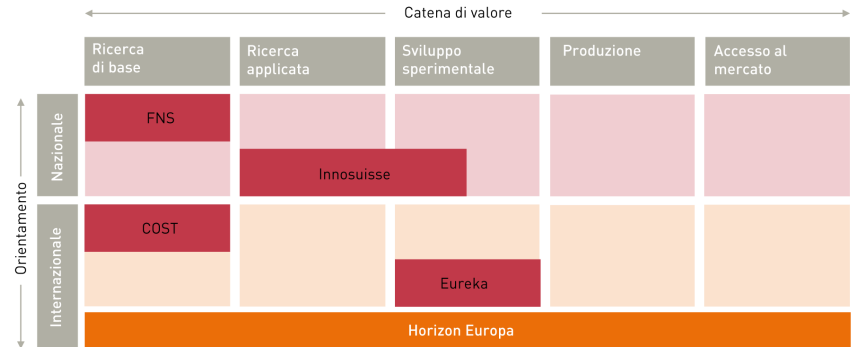 Catena di valore
Ricerca
di base
Ricerca
applicata
Sviluppo
sperimentale
Produzione
Accesso al
mercato
Orientamento
Nazionale
FNS
Innosuisse
Internazionale
COST
Eureka
Horizon Europa